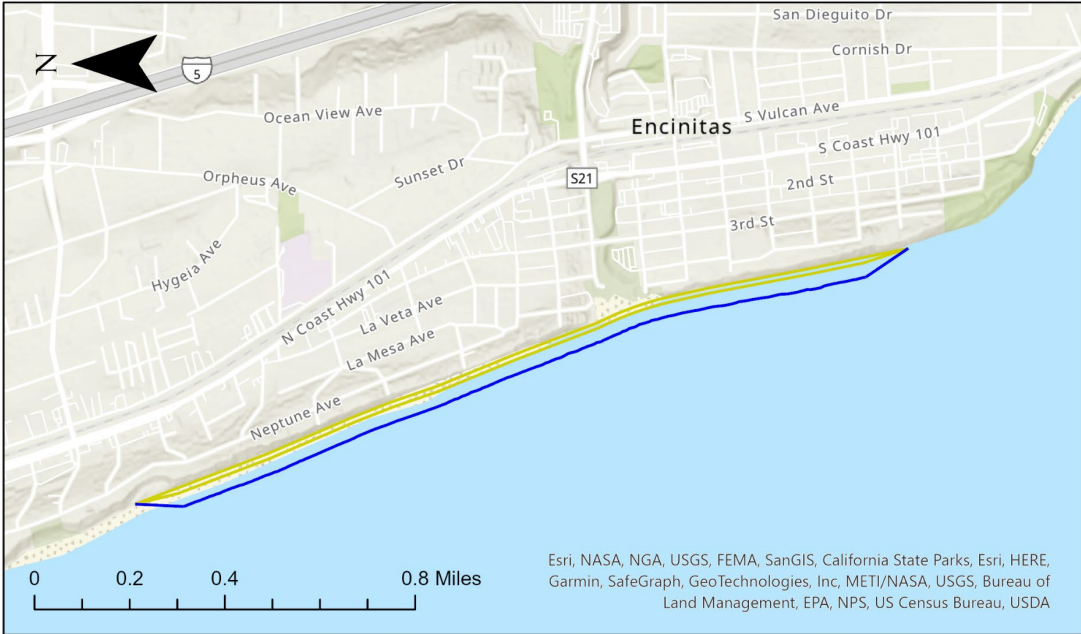 San Dieguito Dr
Cornish Dr
N
5
Ocean View Ave
S Vulcan Ave
Encinitas
S Coast Hwy 101
Sunset Dr
S21
Orpheus Ave
2nd St
3rd St
Hygeia Ave
N Coast Hwy 101
La Veta Ave
La Mesa Ave
Neptune Ave
0 0.2 0.4 0.8 Miles
Esri, NASA, NGA, USGS, FEMA, SanGIS, California State Parks, Esri, HERE,
Garmin, SafeGraph, GeoTechnologies, Inc, METI/NASA, USGS, Bureau of
Land Management, EPA, NPS, US Census Bureau, USDA